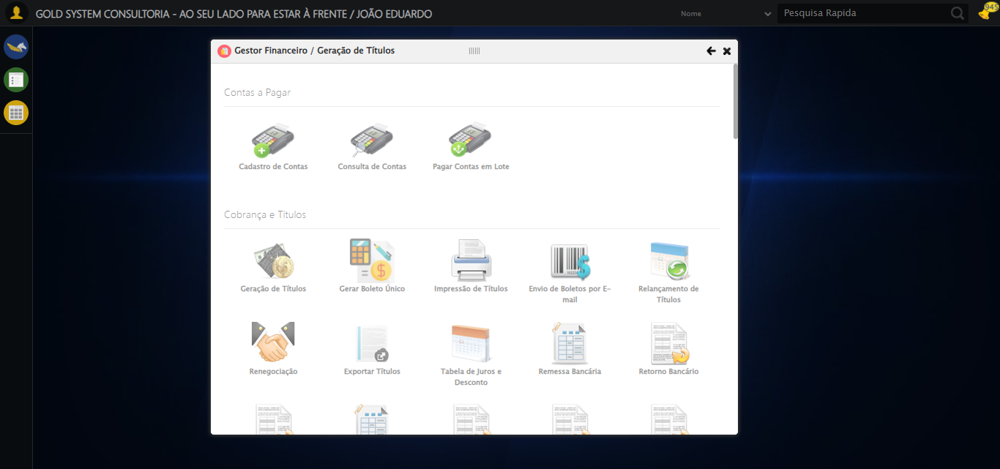 GOLD SYSTEM CONSULTORIA - AO SEU LADO PARA ESTAR À FRENTE / JOÃO EDUARDO
Nome
Pesquisa Rapida
945
Gestor Financeiro / Geração de Títulos
Contas a Pagar
Cadastro de Contas
Consulta de Contas
Pagar Contas em Lote
Cobrança e Títulos
Geração de Títulos
Gerar Boleto Único
Impressão de Títulos
Envio de Boletos por E-
mail
Relançamento de
Títulos
Renegociação
Exportar Títulos
Tabela de Juros e
Desconto
Remessa Bancária
Retorno Bancário